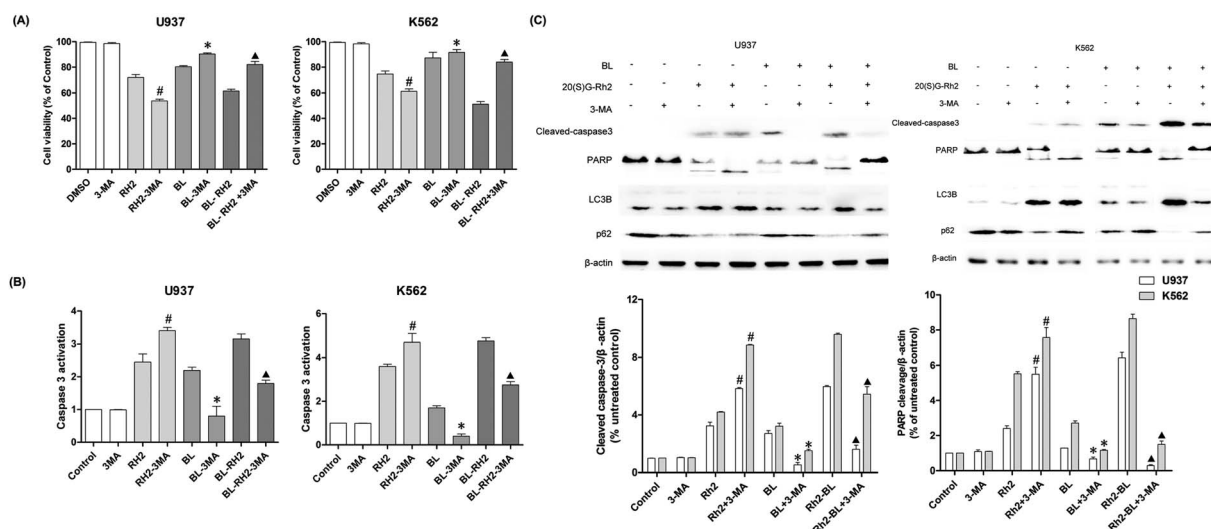 (A)
U937
Cell viability (% of Control)
100
80
60
40
20
0
DMSO
3-MA
RH2
RH2-3MA
BL
BL-3MA
BL- RH2
BL- RH2 +3MA
#
*
▲
K562
Cell viability (% of Control)
100
80
60
40
20
0
DMSO
3MA
RH2
RH2-3MA
BL
BL-3MA
BL- RH2
BL- RH2+3MA
#
*
▲
(B)
U937
Caspase 3 activation
4
3
2
1
0
Control
3MA
RH2
RH2-3MA
BL
BL-3MA
BL-RH2
BL-RH2-3MA
#
*
▲
K562
Caspase 3 activation
6
4
2
0
Control
3MA
RH2
RH2-3MA
BL
BL-3MA
BL-RH2
BL-RH2-3MA
#
*
▲
(C)
U937
BL - - - - + + + +
20(S)G-Rh2 - - + + - - + +
3-MA - + - + - + - +
Cleaved-caspase3
PARP
LC3B
p62
β-actin
K562
BL - - - - + + + +
20(S)G-Rh2 - - + + - - + +
3-MA - + - + - + - +
Cleaved-caspase3
PARP
LC3B
p62
β-actin
Cleaved caspase-3/β -actin
(% untreated control)
12
8
4
0
Control
3-MA
Rh2
Rh2+3-MA
BL
BL+3-MA
Rh2-BL
Rh2-BL+3-MA
# #
* *
▲ ▲
U937
K562
PARP cleavage/β -actin
(% of untreated control)
10
8
6
4
2
0
Control
3-MA
Rh2
Rh2+3-MA
BL
BL+3-MA
Rh2-BL
Rh2-BL+3-MA
# #
* *
▲ ▲